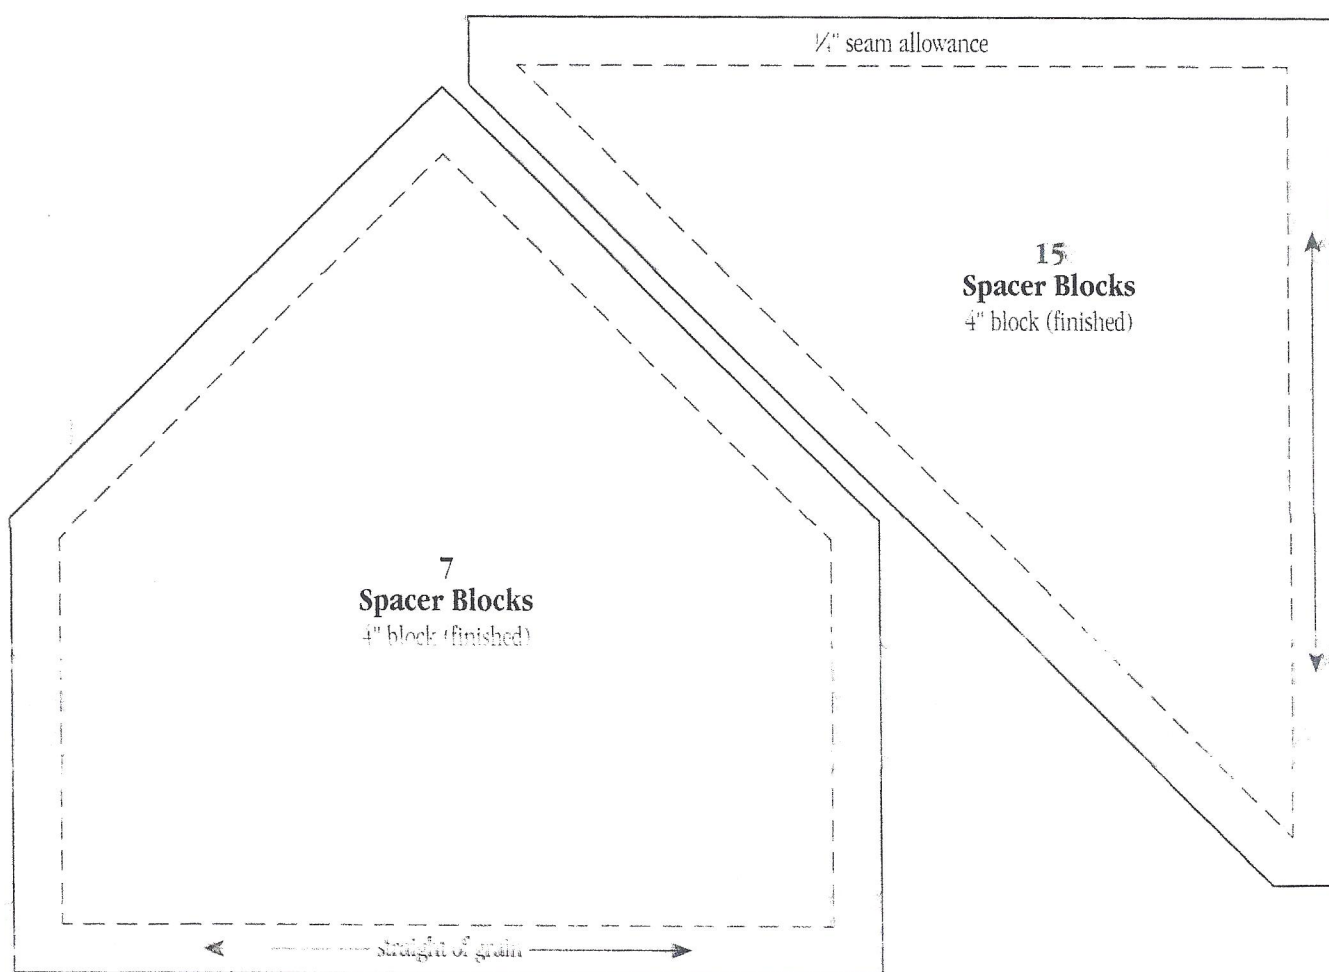 ¼" seam allowance
15
Spacer Blocks
4" block (finished)
7
Spacer Blocks
4" block (finished)
straight of grain